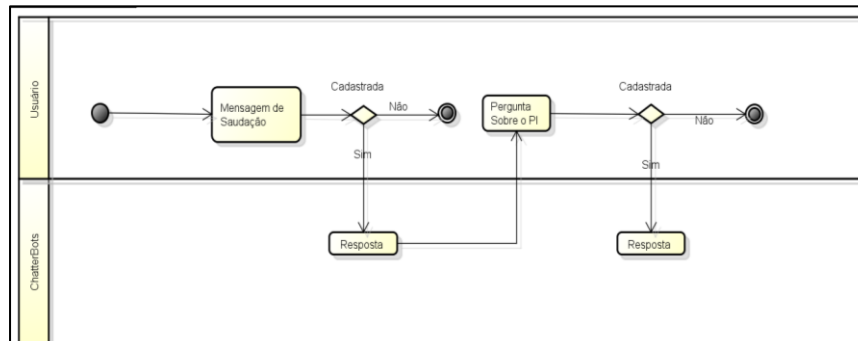 Usuário
Mensagem de
Saudação
Cadastrada
Não
Sim
Pergunta
Sobre o PI
Cadastrada
Não
Sim
ChatterBots
Resposta
Resposta